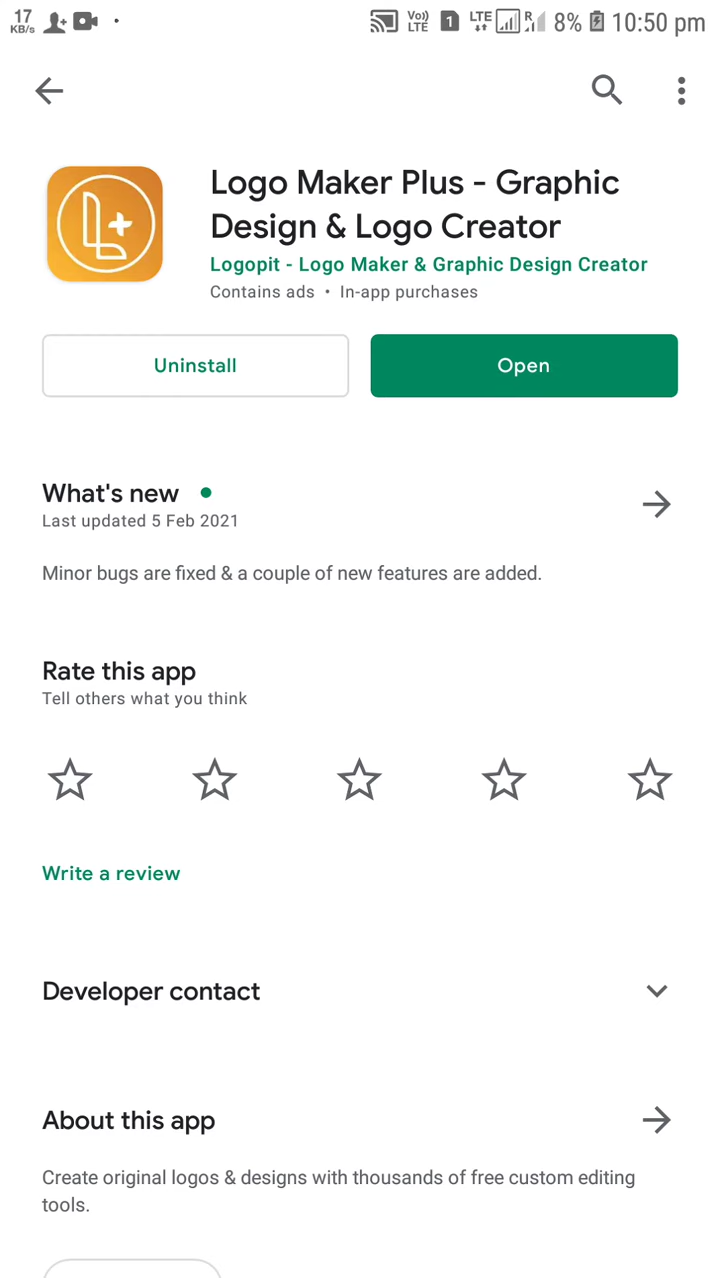 17
KB/s
Vo))
LTE
1
LTE
R
8%
10:50 pm
Logo Maker Plus - Graphic
Design & Logo Creator
Logopit - Logo Maker & Graphic Design Creator
Contains ads • In-app purchases
Uninstall
Open
What's new
Last updated 5 Feb 2021
Minor bugs are fixed & a couple of new features are added.
Rate this app
Tell others what you think
Write a review
Developer contact
About this app
Create original logos & designs with thousands of free custom editing
tools.